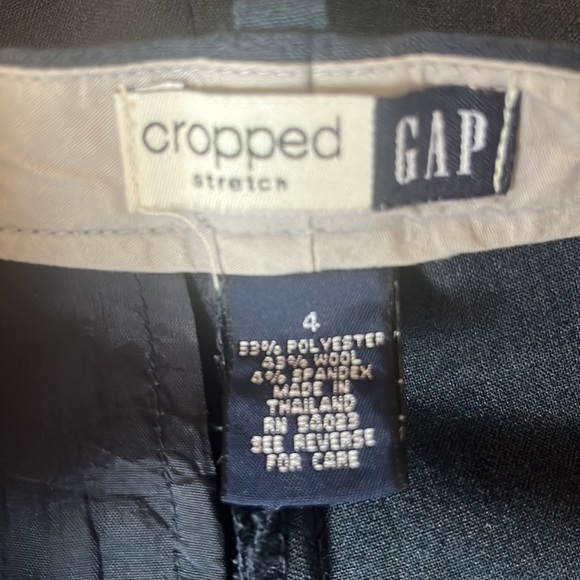 cropped
stretch
GAP
4
53% POLYESTER
43% WOOL
4% SPANDEX
MADE IN
THAILAND
RN 54023
SEE REVERSE
FOR CARE